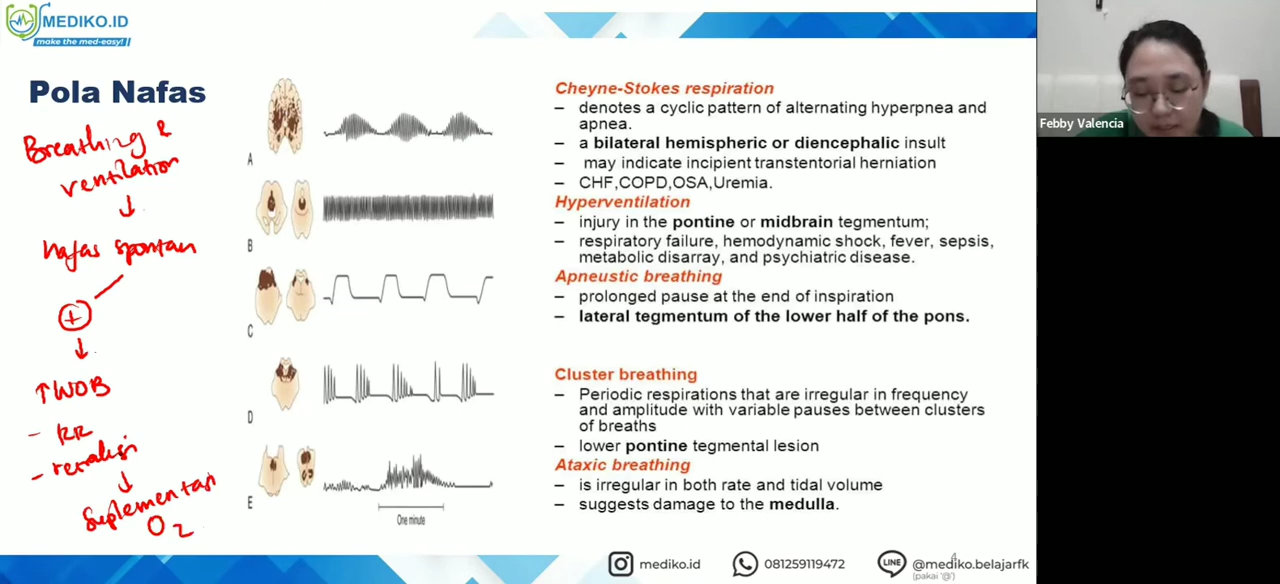 MEDIKO.ID
make the med-easy!
Pola Nafas
Breathing &
ventilation
↓
Nafas spontan
+
↓
↑ WOB
- RR
- retraksi
↓
Suplementasi
O2
A
B
C
D
E
One minute
Cheyne-Stokes respiration
– denotes a cyclic pattern of alternating hyperpnea and
apnea.
– a bilateral hemispheric or diencephalic insult
– may indicate incipient transtentorial herniation
– CHF,COPD,OSA,Uremia.
Hyperventilation
– injury in the pontine or midbrain tegmentum;
– respiratory failure, hemodynamic shock, fever, sepsis,
metabolic disarray, and psychiatric disease.
Apneustic breathing
– prolonged pause at the end of inspiration
– lateral tegmentum of the lower half of the pons.
Cluster breathing
– Periodic respirations that are irregular in frequency
and amplitude with variable pauses between clusters
of breaths
– lower pontine tegmental lesion
Ataxic breathing
– is irregular in both rate and tidal volume
– suggests damage to the medulla.
mediko.id
081259119472
LINE
@mediko.belajarfk
(pakai '@')
Febby Valencia